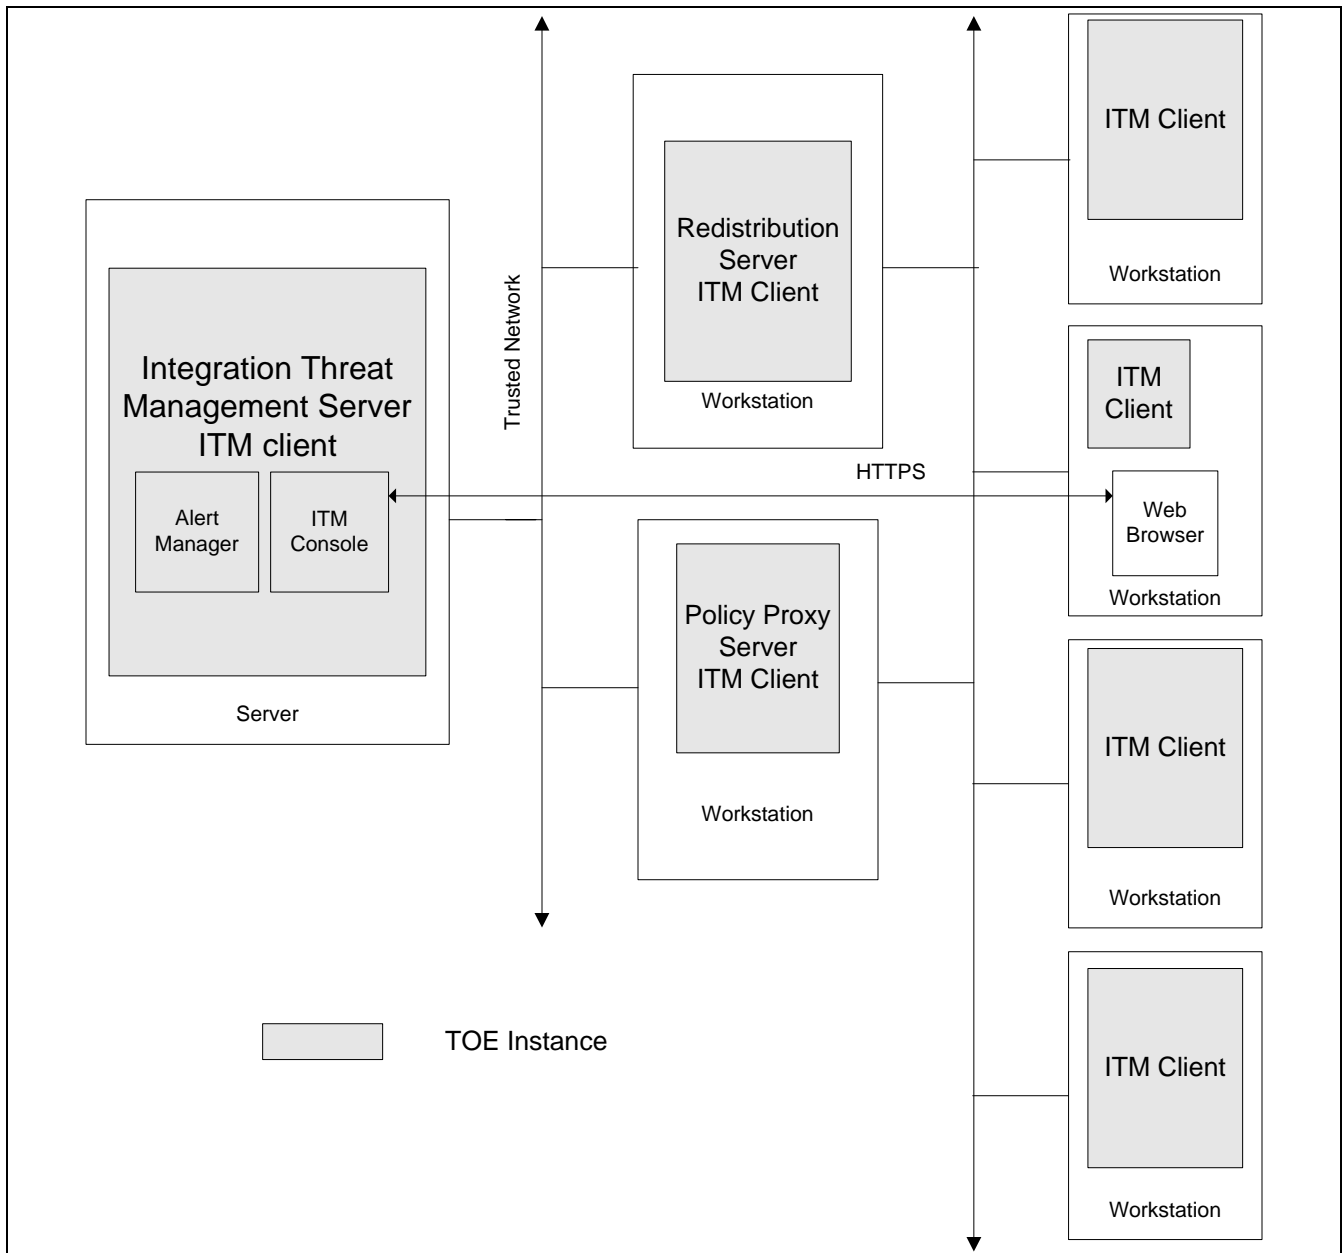 Integration Threat
Management Server
ITM client
Alert
Manager
ITM
Console
Server
Trusted Network
Redistribution
Server
ITM Client
Workstation
HTTPS
Policy Proxy
Server
ITM Client
Workstation
ITM Client
Workstation
ITM
Client
Web
Browser
Workstation
ITM Client
Workstation
ITM Client
Workstation
TOE Instance